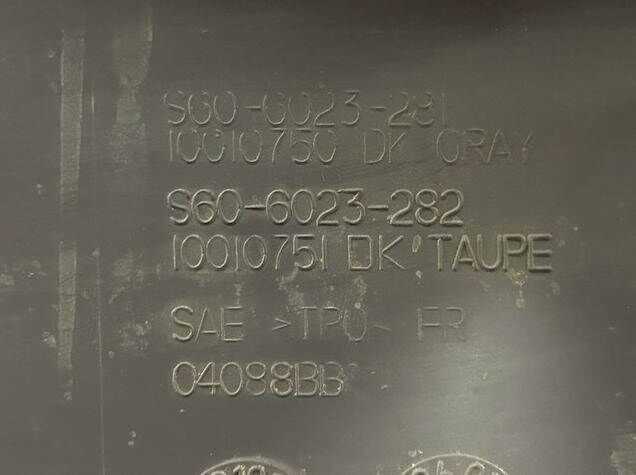 S60-6023-281
10010750 DK GRAY
S60-6023-282
10010751 DK TAUPE
SAE >TPO< FR
04088BB